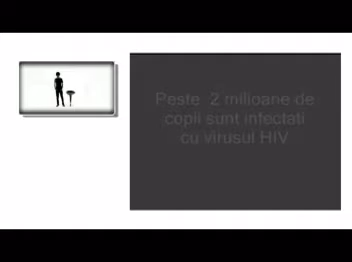 Peste 2 milioane de
copii sunt infectati
cu virusul HIV